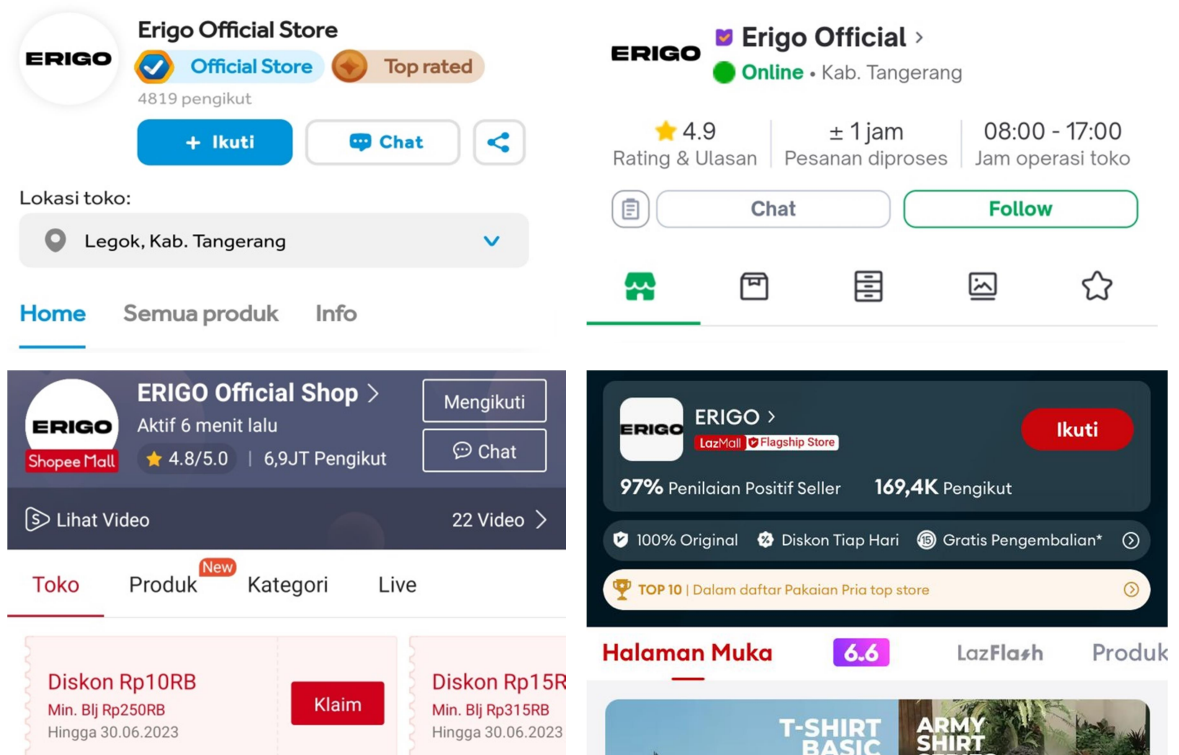 ERIGO
Erigo Official Store
Official Store
Top rated
4819 pengikut
+ Ikuti
Chat
Lokasi toko:
Legok, Kab. Tangerang
Home Semua produk Info
ERIGO
Erigo Official >
Online • Kab. Tangerang
4.9
Rating & Ulasan
± 1 jam
Pesanan diproses
08:00 - 17:00
Jam operasi toko
Chat
Follow
ERIGO
Shopee Mall
ERIGO Official Shop >
Aktif 6 menit lalu
4.8/5.0 | 6,9JT Pengikut
Mengikuti
Chat
Lihat Video
22 Video >
Toko Produk New Kategori Live
Diskon Rp10RB
Min. Blj Rp250RB
Hingga 30.06.2023
Klaim
Diskon Rp15R
Min. Blj Rp315RB
Hingga 30.06.2023
ERIGO
ERIGO >
LazMall Flagship Store
Ikuti
97% Penilaian Positif Seller 169,4K Pengikut
100% Original Diskon Tiap Hari 15 Gratis Pengembalian*
TOP 10 | Dalam daftar Pakaian Pria top store
Halaman Muka 6.6 LazFlash Produk
T-SHIRT
BASIC
ARMY
SHIRT